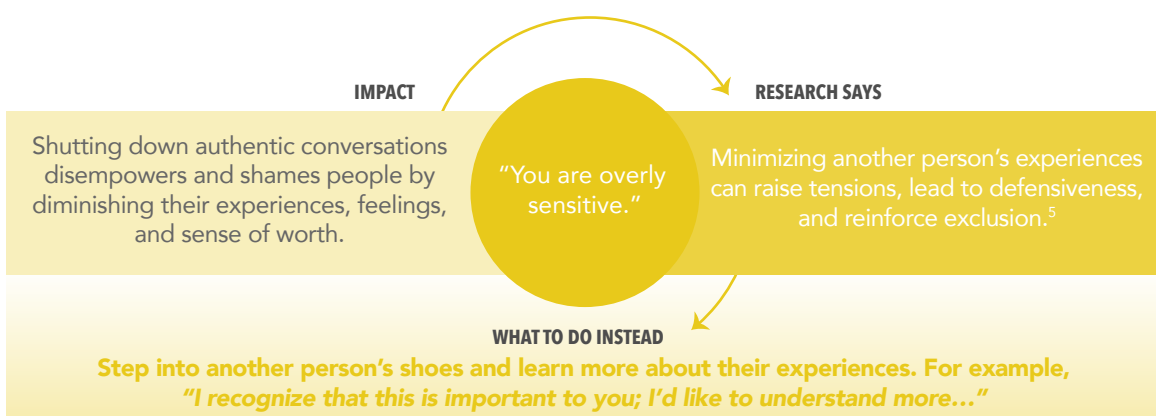 IMPACT
Shutting down authentic conversations
disempowers and shames people by
diminishing their experiences, feelings,
and sense of worth.
“You are overly
sensitive.”
RESEARCH SAYS
Minimizing another person’s experiences
can raise tensions, lead to defensiveness,
and reinforce exclusion.⁵
WHAT TO DO INSTEAD
Step into another person’s shoes and learn more about their experiences. For example,
“I recognize that this is important to you; I’d like to understand more…”